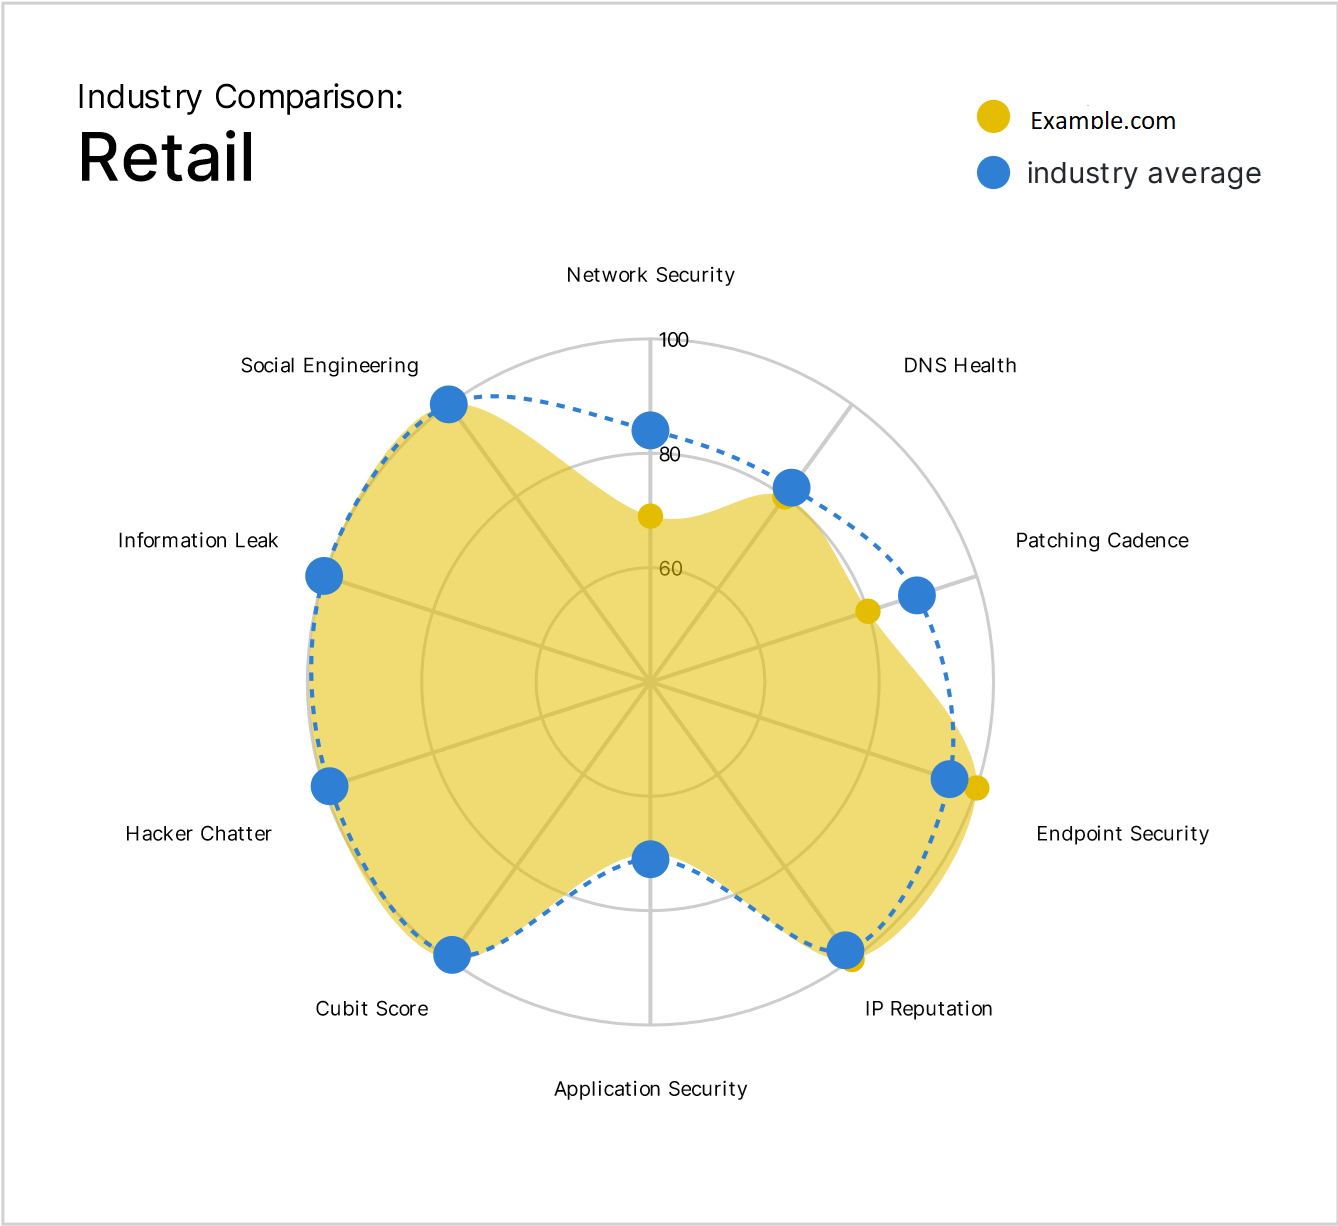 Industry Comparison:
Retail
Example.com
industry average
Network Security
100
Social Engineering
DNS Health
80
Information Leak
Patching Cadence
60
Hacker Chatter
Endpoint Security
Cubit Score
IP Reputation
Application Security